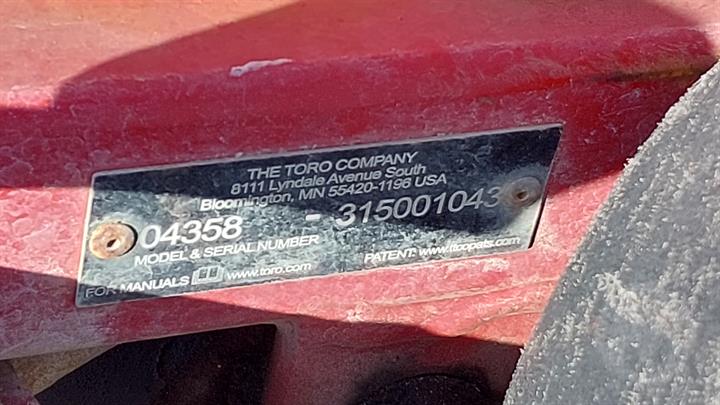 THE TORO COMPANY
8111 Lyndale Avenue South
Bloomington, MN 55420-1196 USA
04358 - 315001043
MODEL & SERIAL NUMBER
FOR MANUALS www.toro.com PATENT: www.ttcopats.com